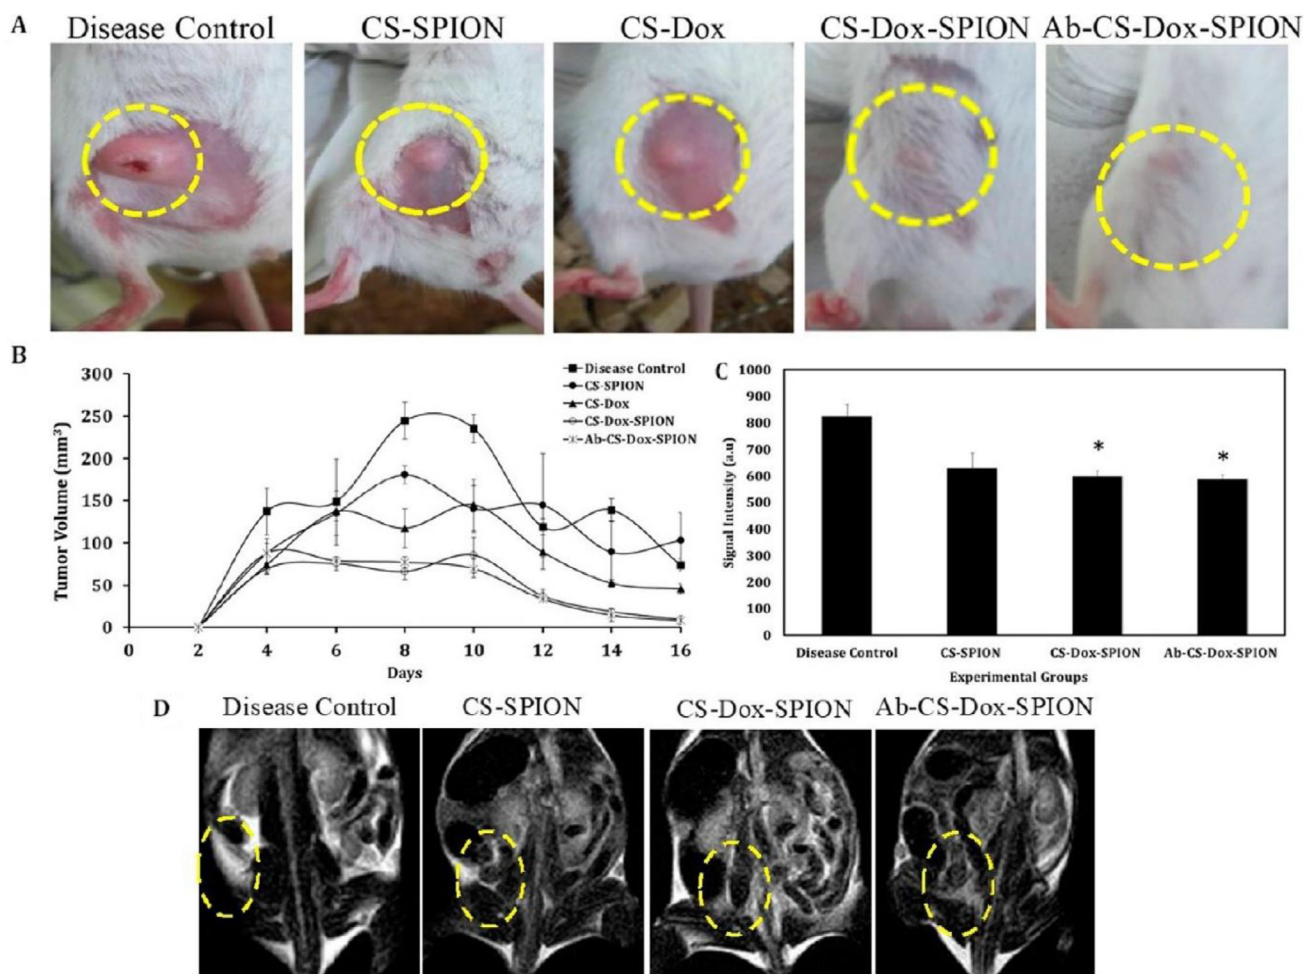 A
Disease Control CS-SPION CS-Dox CS-Dox-SPION Ab-CS-Dox-SPION
B
Tumor Volume (mm³)
300
250
200
150
100
50
0
0 2 4 6 8 10 12 14 16
Days
Disease Control
CS-SPION
CS-Dox
CS-Dox-SPION
Ab-CS-Dox-SPION
C
Signal Intensity (a.u)
1000
900
800
700
600
500
400
300
200
100
0
* *
Disease Control CS-SPION CS-Dox-SPION Ab-CS-Dox-SPION
Experimental Groups
D
Disease Control CS-SPION CS-Dox-SPION Ab-CS-Dox-SPION